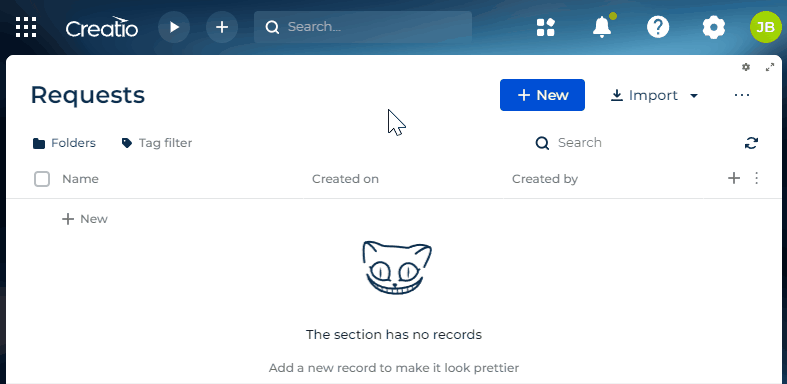 Creatio
Search...
JB
Requests
New
Import
Folders
Tag filter
Search
Name
Created on
Created by
New
The section has no records
Add a new record to make it look prettier